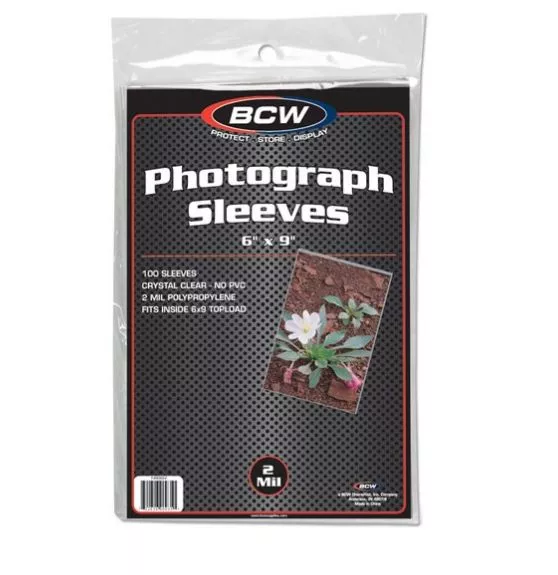 BCW
PROTECT . STORE . DISPLAY
Photograph
Sleeves
6" x 9"
100 SLEEVES
CRYSTAL CLEAR - NO PVC
2 MIL POLYPROPYLENE
FITS INSIDE 6x9 TOPLOAD
2
Mil
BCW
Made in China